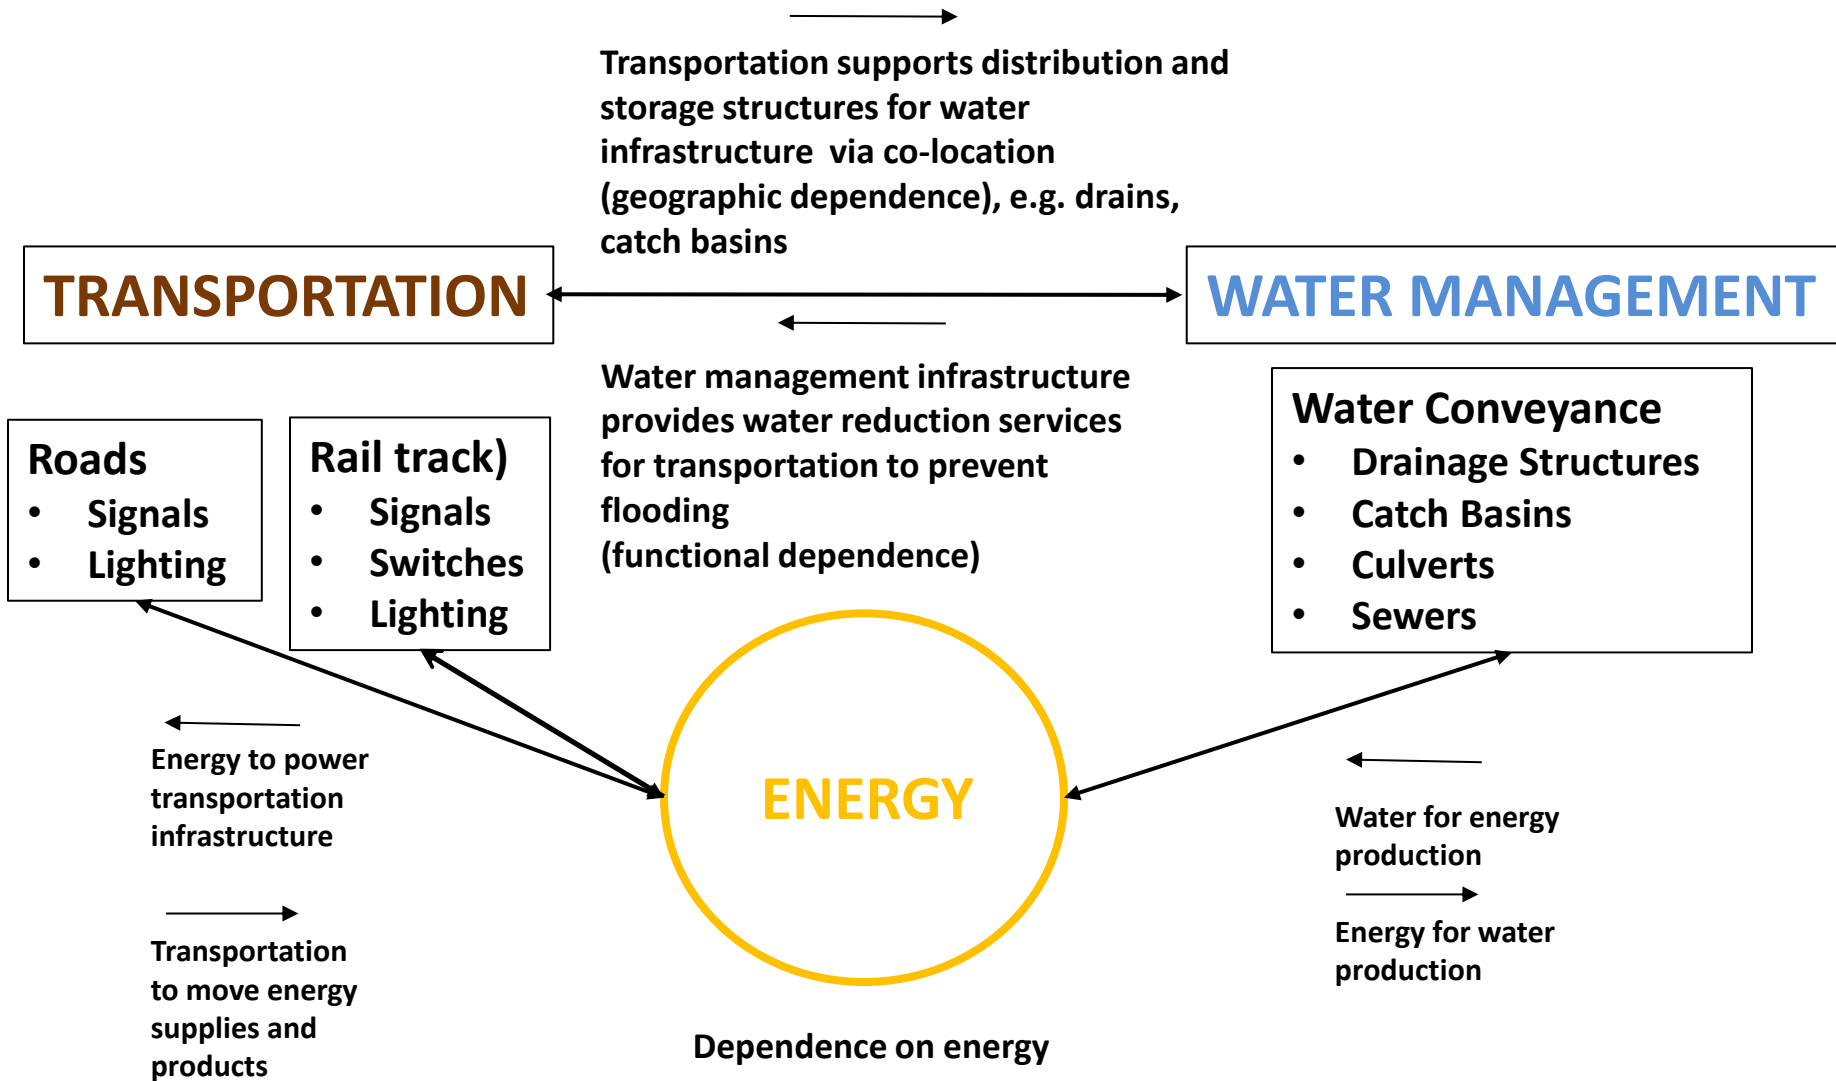 Transportation supports distribution and
storage structures for water
infrastructure  via co-location
(geographic dependence), e.g. drains,
catch basins
TRANSPORTATION
WATER MANAGEMENT
Water management infrastructure
provides water reduction services
for transportation to prevent
flooding
(functional dependence)
Roads
• Signals
• Lighting
Rail track)
• Signals
• Switches
• Lighting
Water Conveyance
• Drainage Structures
• Catch Basins
• Culverts
• Sewers
Energy to power
transportation
infrastructure
Transportation
to move energy
supplies and
products
ENERGY
Dependence on energy
Water for energy
production
Energy for water
production